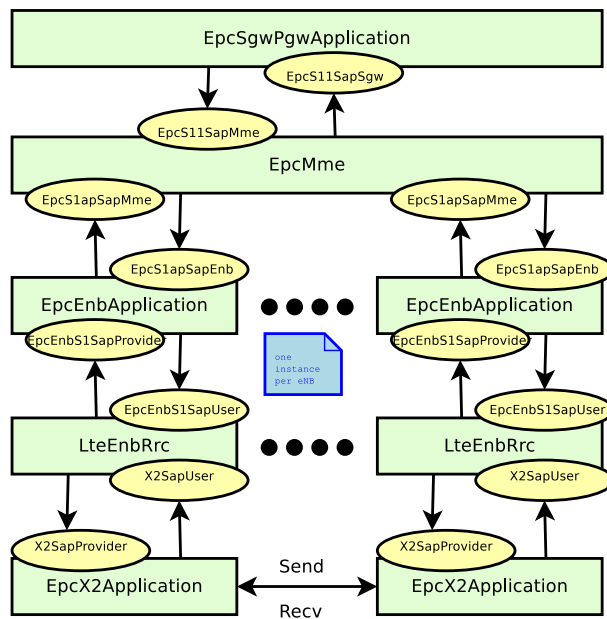 EpcSgwPgwApplication
EpcS11SapSgw
EpcS11SapMme
EpcMme
EpcS1apSapMme
EpcS1apSapMme
EpcS1apSapEnb
EpcS1apSapEnb
EpcEnbApplication
EpcEnbApplication
EpcEnbS1SapProvider
EpcEnbS1SapProvider
one
instance
per eNB
EpcEnbS1SapUser
EpcEnbS1SapUser
LteEnbRrc
LteEnbRrc
X2SapUser
X2SapUser
X2SapProvider
X2SapProvider
Send
EpcX2Application
EpcX2Application
Recv